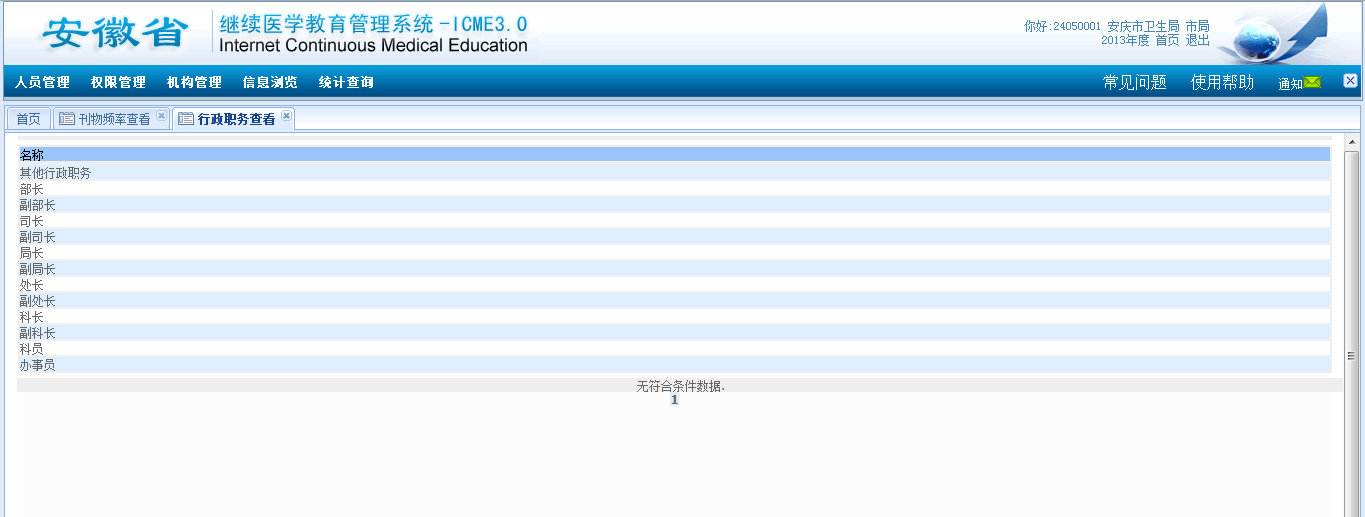 安徽省
继续医学教育管理系统-ICME3.0
Internet Continuous Medical Education
你好:24050001 安庆市卫生局 市局
2013年度 首页 退出
人员管理 权限管理 机构管理 信息浏览 统计查询 常见问题 使用帮助 通知
首页 刊物频率查看 行政职务查看
名称
其他行政职务
部长
副部长
司长
副司长
局长
副局长
处长
副处长
科长
副科长
科员
办事员
无符合条件数据.
1